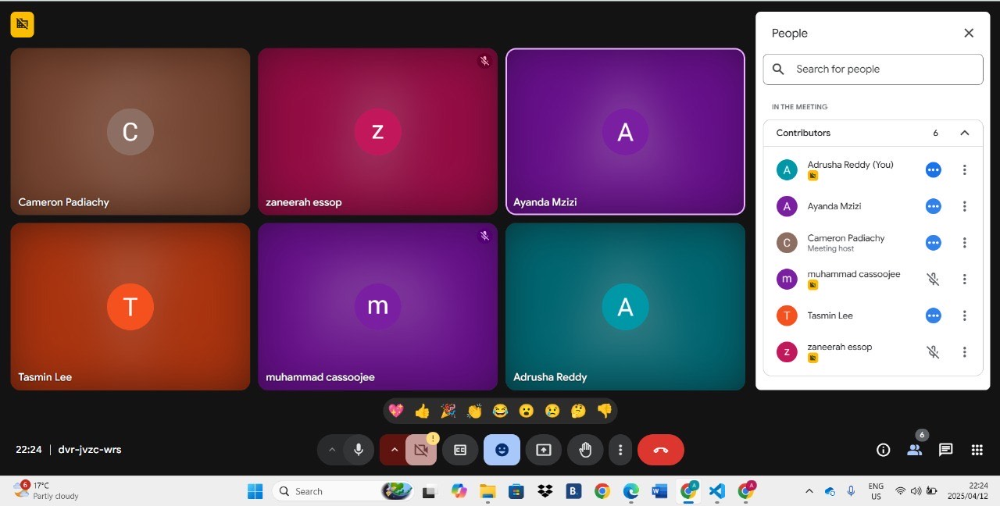 People
Search for people
IN THE MEETING
Contributors 6
A Adrusha Reddy (You)
A Ayanda Mzizi
C Cameron Padiachy
Meeting host
m muhammad cassoojee
T Tasmin Lee
z zaneerah essop
C
Cameron Padiachy
z
zaneerah essop
A
Ayanda Mzizi
T
Tasmin Lee
m
muhammad cassoojee
A
Adrusha Reddy
22:24 | dvr-jvzc-wrs
!
CC
6
6
17°C
Partly cloudy
Search
B.
W
A
A
ENG
US
22:24
2025/04/12